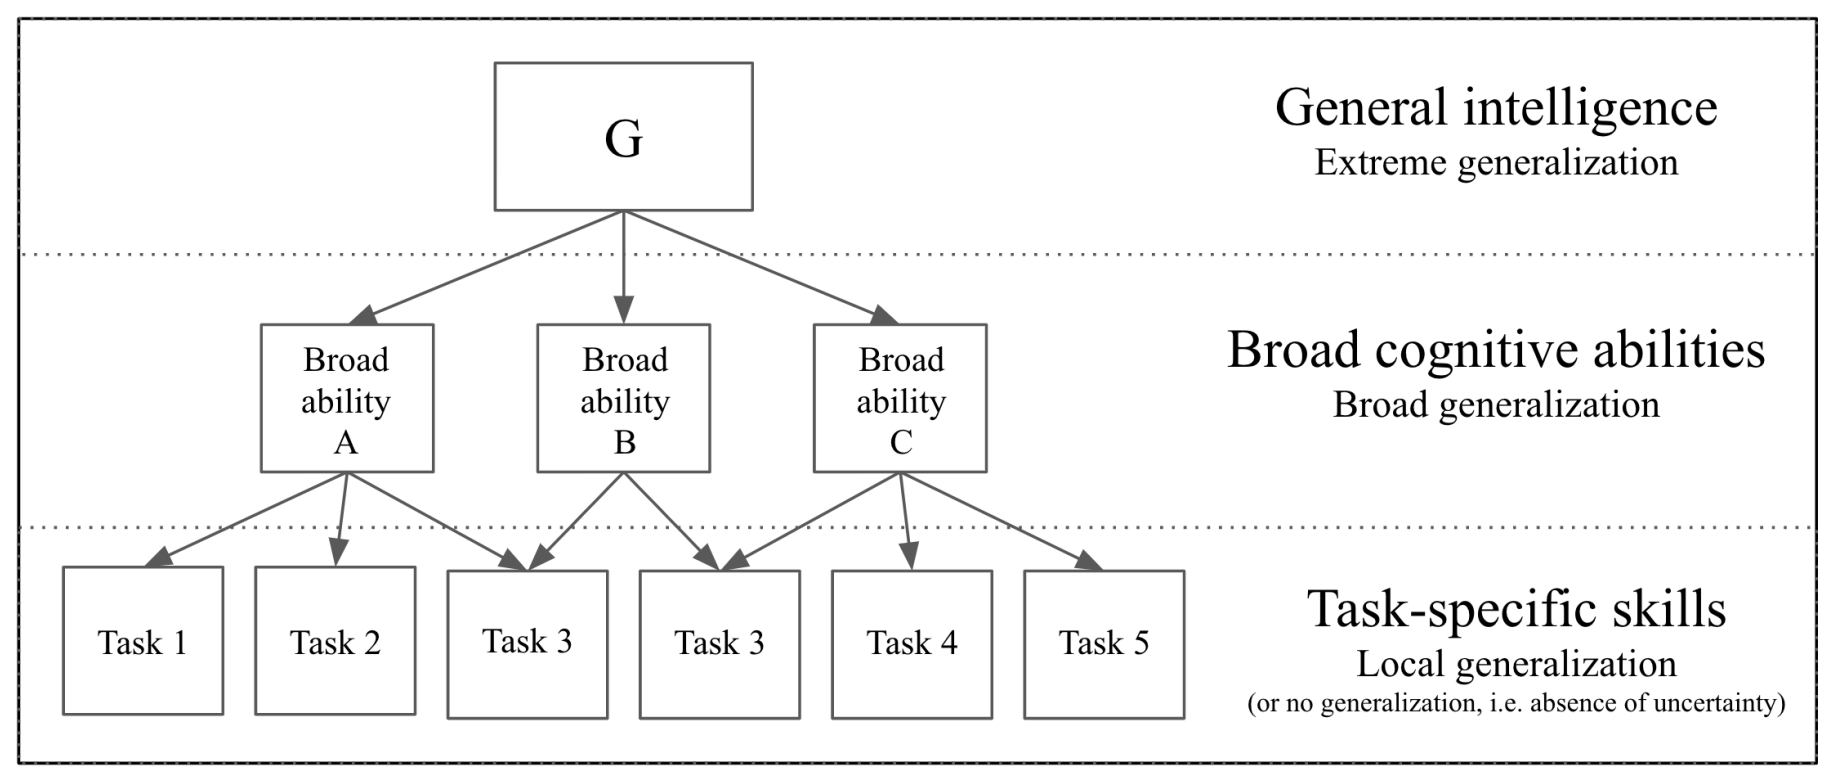 G
General intelligence
Extreme generalization
Broad
ability
A
Broad
ability
B
Broad
ability
C
Broad cognitive abilities
Broad generalization
Task 1
Task 2
Task 3
Task 3
Task 4
Task 5
Task-specific skills
Local generalization
(or no generalization, i.e. absence of uncertainty)